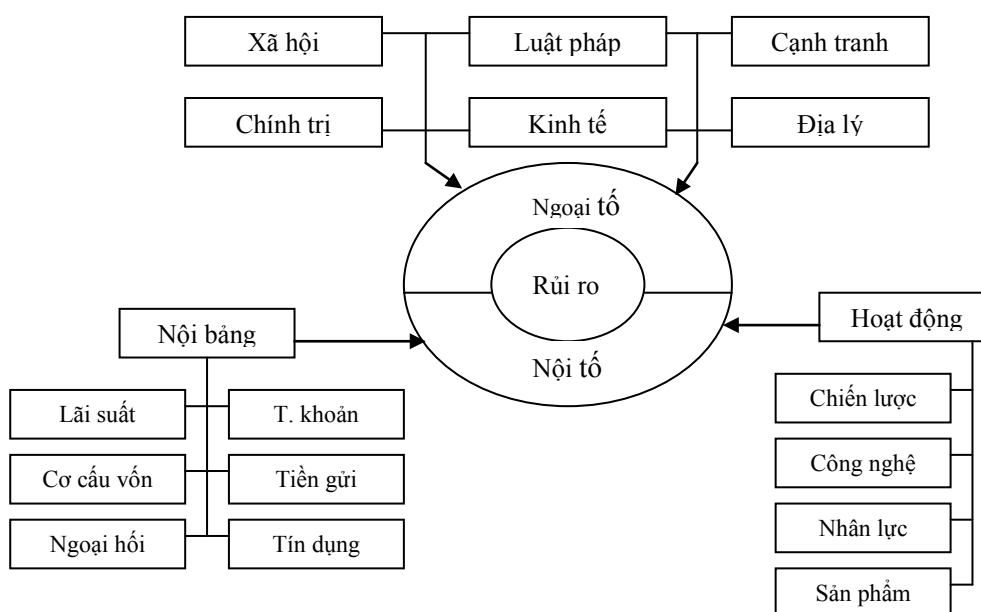 Xã hội
Luật pháp
Cạnh tranh
Chính trị
Kinh tế
Địa lý
Ngoại tố
Rủi ro
Nội tố
Nội bảng
Hoạt động
Lãi suất
T. khoản
Cơ cấu vốn
Tiền gửi
Ngoại hối
Tín dụng
Chiến lược
Công nghệ
Nhân lực
Sản phẩm